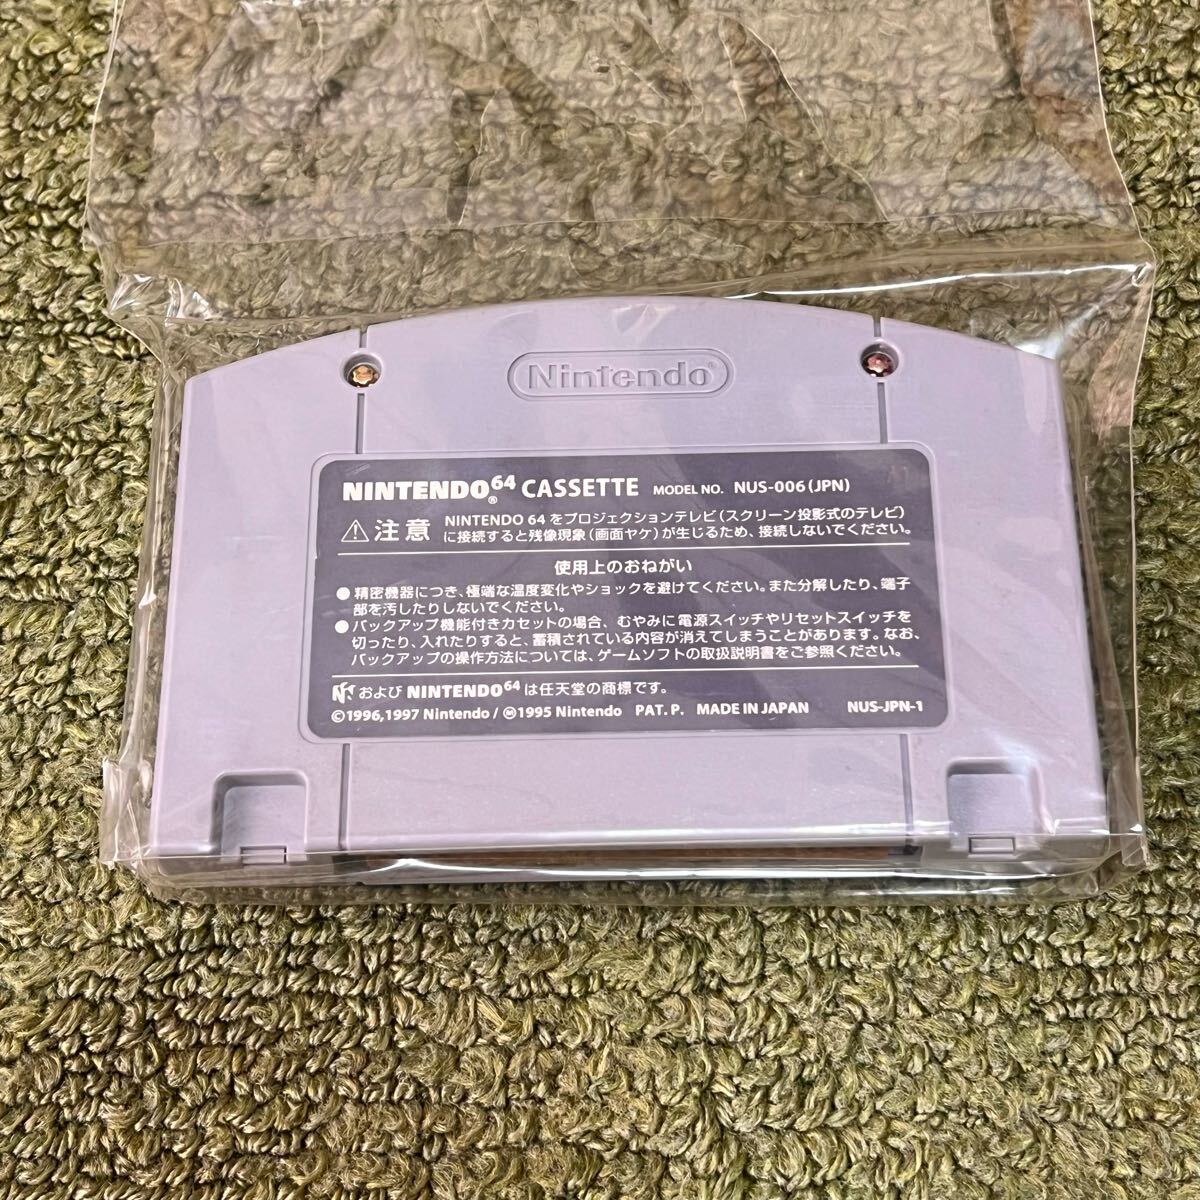 Nintendo®
NINTENDO64® CASSETTE MODEL NO. NUS-006(JPN)
⚠注意 NINTENDO 64をプロジェクションテレビ(スクリーン投影式のテレビ)
に接続すると残像現象(画面ヤケ)が生じるため、接続しないでください。
使用上のおねがい
●精密機器につき、極端な温度変化やショックを避けてください。また分解したり、端子
部を汚したりしないでください。
●バックアップ機能付きカセットの場合、むやみに電源スイッチやリセットスイッチを
切ったり、入れたりすると、蓄積されている内容が消えてしまうことがあります。なお、
バックアップの操作方法については、ゲームソフトの取扱説明書をご参照ください。
および NINTENDO64 は任天堂の商標です。
©1996,1997 Nintendo/Ⓜ1995 Nintendo PAT.P. MADE IN JAPAN NUS-JPN-1